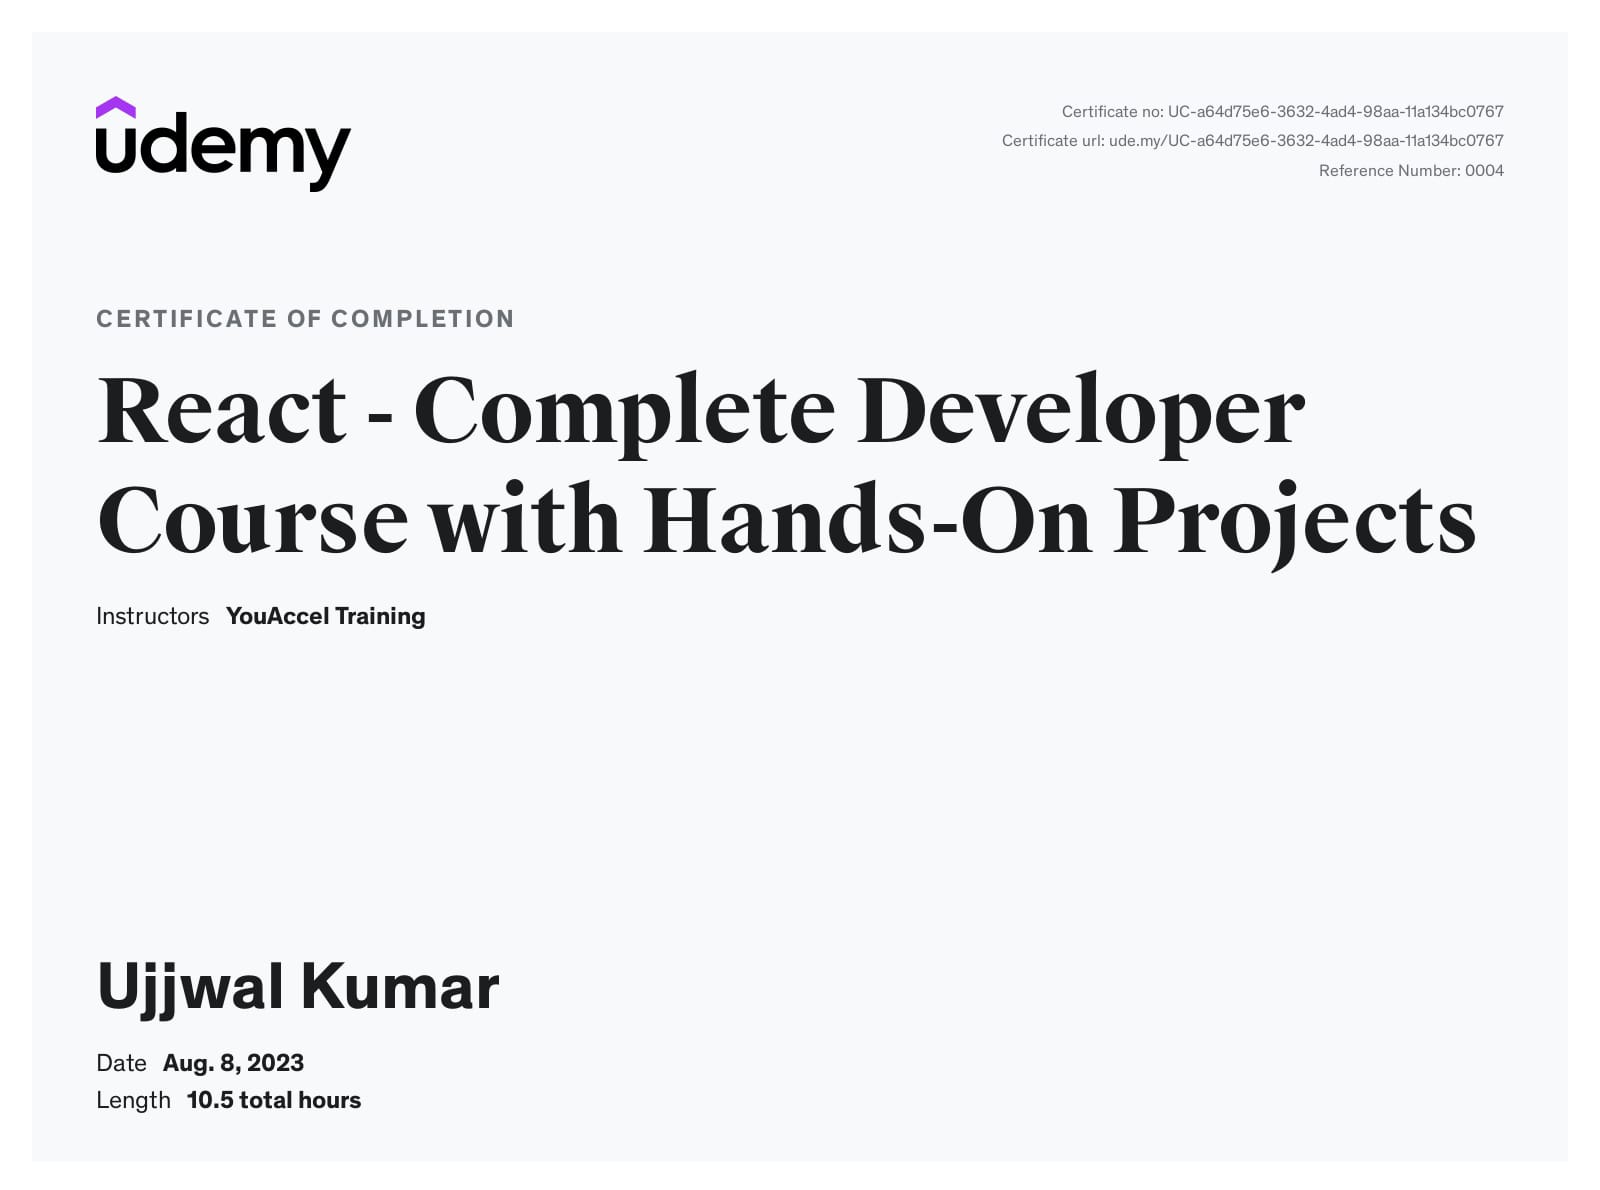 udemy
Certificate no: UC-a64d75e6-3632-4ad4-98aa-11a134bc0767
Certificate url: ude.my/UC-a64d75e6-3632-4ad4-98aa-11a134bc0767
Reference Number: 0004
CERTIFICATE OF COMPLETION
React - Complete Developer
Course with Hands-On Projects
Instructors YouAccel Training
Ujjwal Kumar
Date Aug. 8, 2023
Length 10.5 total hours